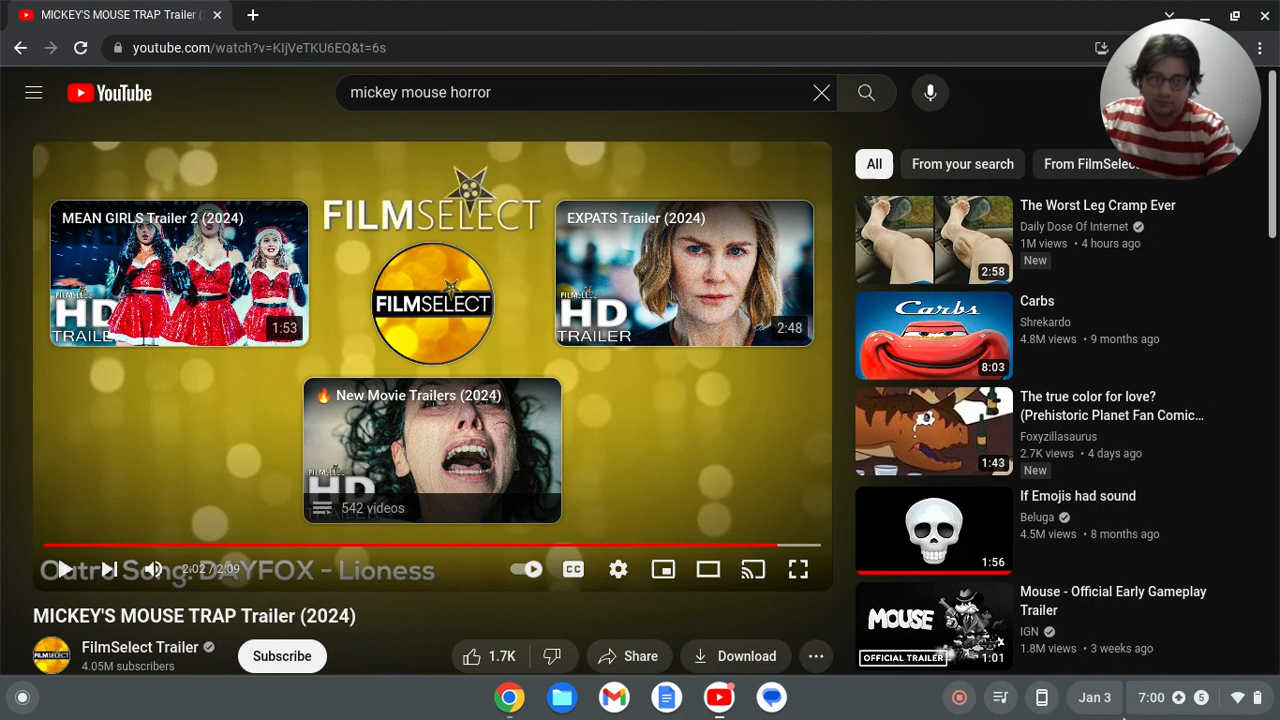 MICKEY'S MOUSE TRAP Trailer (
youtube.com/watch?v=KIjVeTKU6EQ&t=6s
YouTube
mickey mouse horror
FILMSELECT
MEAN GIRLS Trailer 2 (2024)
FILMSELECT
HD
TRAILER
1:53
FILMSELECT
EXPATS Trailer (2024)
FILMSELECT
HD
TRAILER
2:48
🔥 New Movie Trailers (2024)
FILMSELECT
HD
542 videos
2:02 / 2:09
CC
Outro Song: DAYFOX - Lioness
MICKEY'S MOUSE TRAP Trailer (2024)
FILMSELECT
FilmSelect Trailer
4.05M subscribers
Subscribe
1.7K
Share
Download
All
From your search
From FilmSelec
The Worst Leg Cramp Ever
Daily Dose Of Internet
1M views • 4 hours ago
New
2:58
Carbs
Carbs
Shrekardo
4.8M views • 9 months ago
8:03
The true color for love?
(Prehistoric Planet Fan Comic...
Foxyzillasaurus
2.7K views • 4 days ago
New
1:43
If Emojis had sound
Beluga
4.5M views • 8 months ago
1:56
Mouse - Official Early Gameplay
Trailer
IGN
1.8M views • 3 weeks ago
MOUSE
OFFICIAL TRAILER
1:01
Jan 3
7:00
5